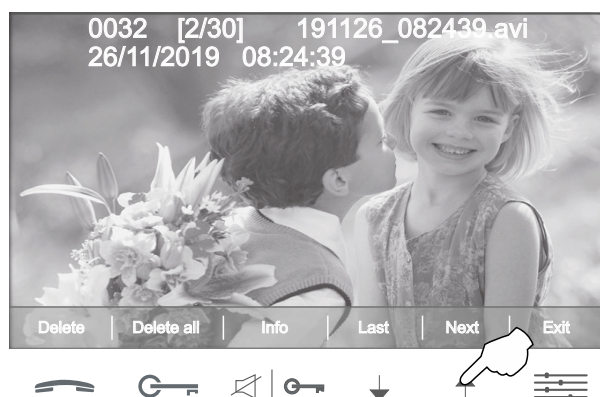 0032 [2/30] 191126_082439.avi
26/11/2019 08:24:39
Delete | Delete all | Info | Last | Next | Exit